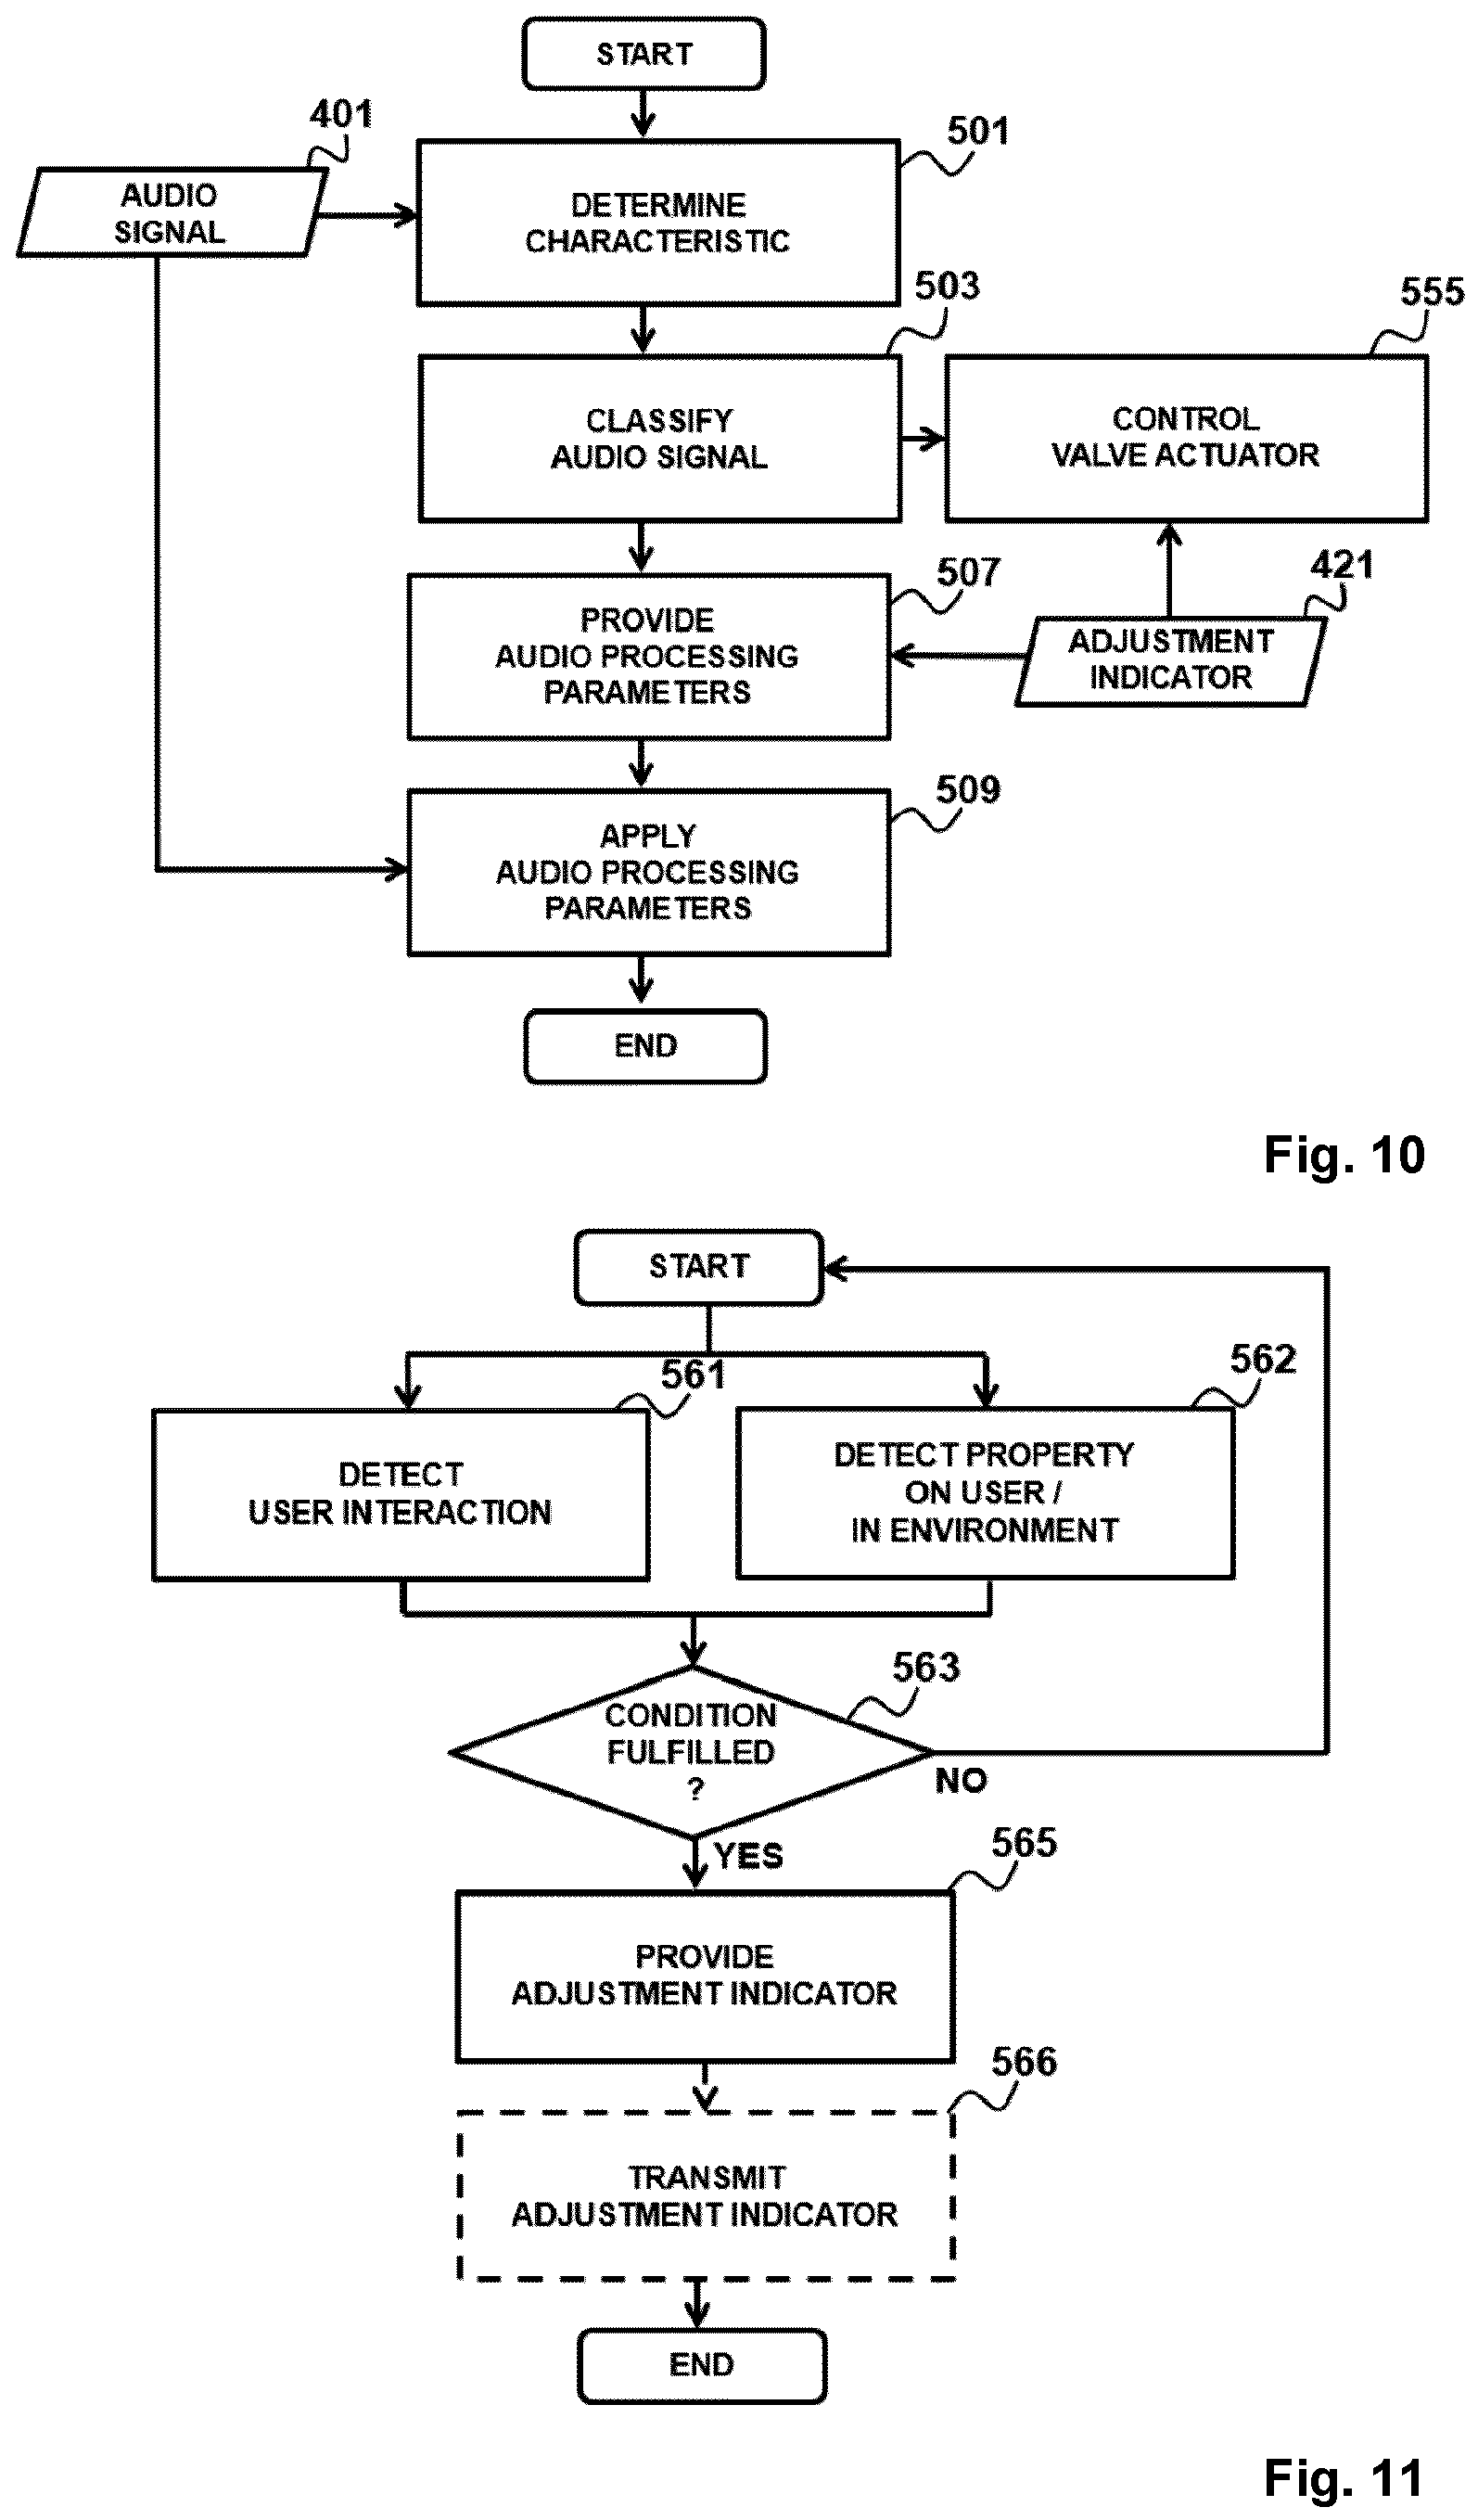 START
401
501
AUDIO
SIGNAL
DETERMINE
CHARACTERISTIC
503
555
CLASSIFY
AUDIO SIGNAL
CONTROL
VALVE ACTUATOR
507
421
PROVIDE
AUDIO PROCESSING
PARAMETERS
ADJUSTMENT
INDICATOR
509
APPLY
AUDIO PROCESSING
PARAMETERS
END
Fig. 10
START
561
562
DETECT
USER INTERACTION
DETECT PROPERTY
ON USER /
IN ENVIRONMENT
563
CONDITION
FULFILLED
?
NO
YES
565
PROVIDE
ADJUSTMENT INDICATOR
566
TRANSMIT
ADJUSTMENT INDICATOR
END
Fig. 11